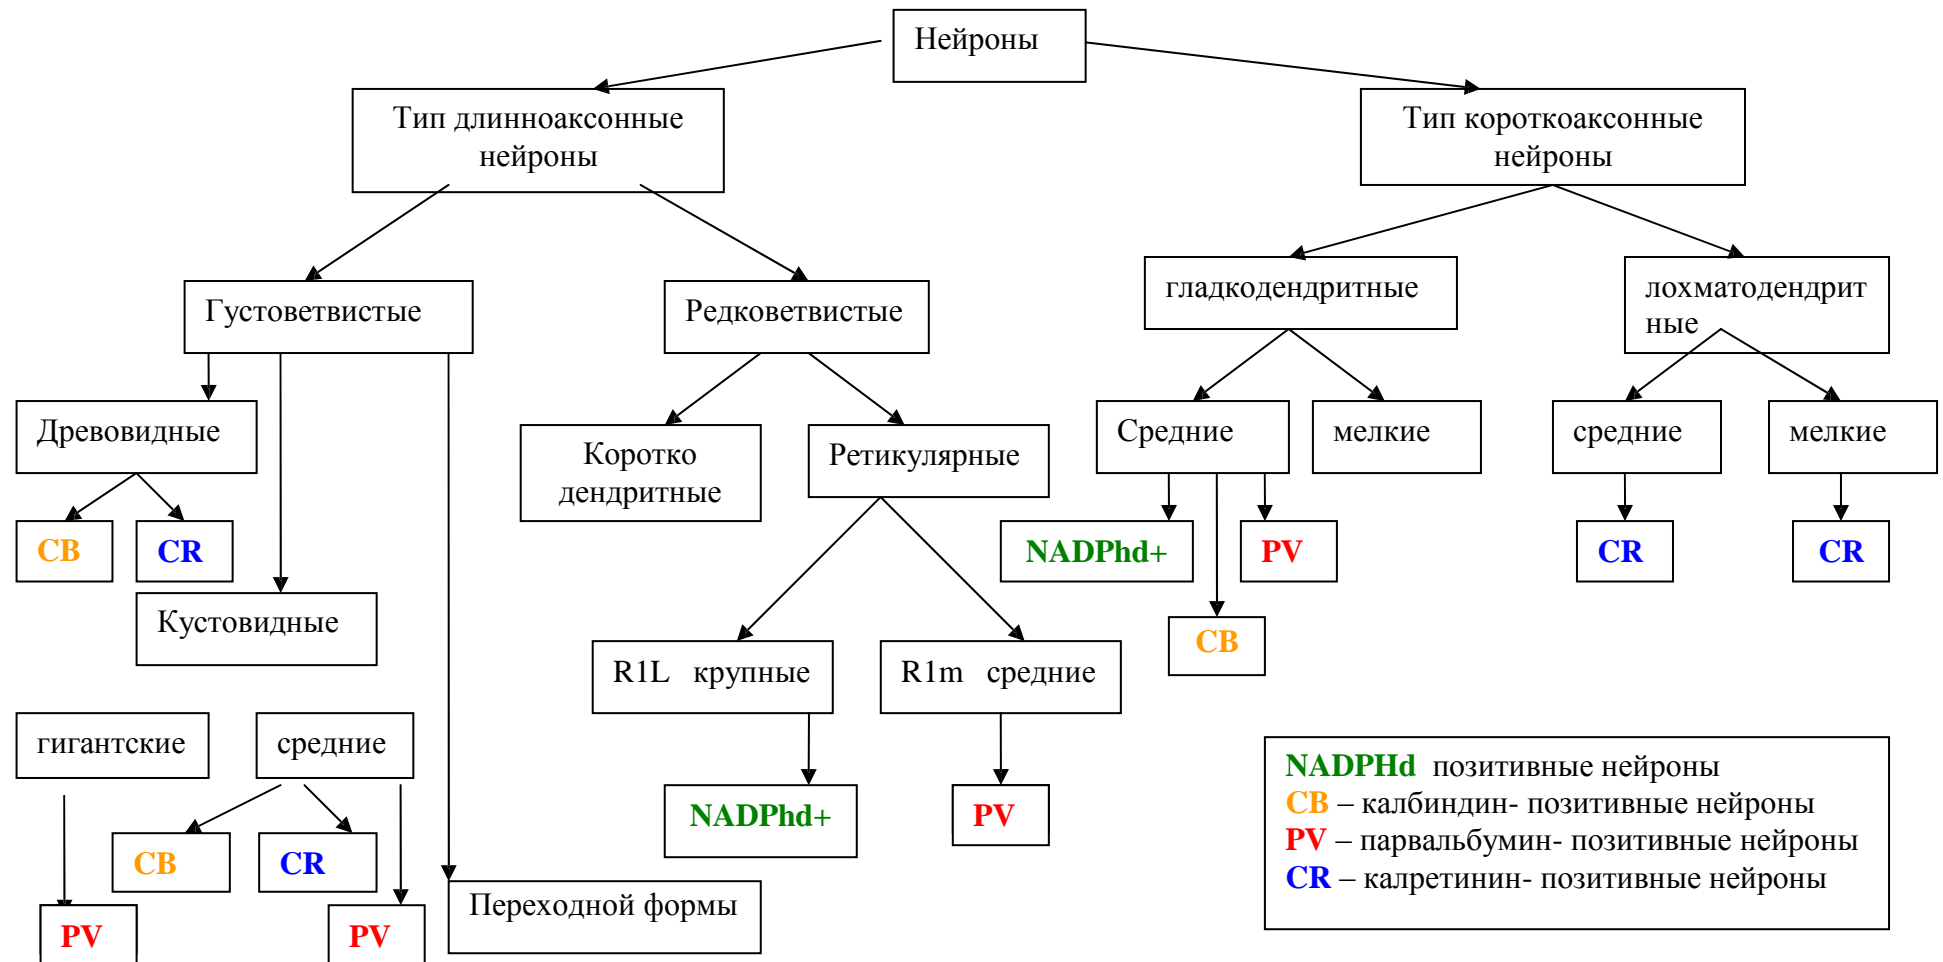 Нейроны
Тип длинноаксонные
нейроны
Тип короткоаксонные
нейроны
Густоветвистые
Редковетвистые
гладкодендритные
лохматодендрит
ные
Древовидные
Коротко
дендритные
Ретикулярные
Средние
мелкие
средние
мелкие
CB
CR
NADPhd+
PV
CR
CR
Кустовидные
CB
R1L крупные
R1m средние
гигантские
средние
NADPhd+
PV
CB
CR
Переходной формы
PV
PV
NADPHd позитивные нейроны
CB – калбиндин- позитивные нейроны
PV – парвальбумин- позитивные нейроны
CR – калретинин- позитивные нейроны